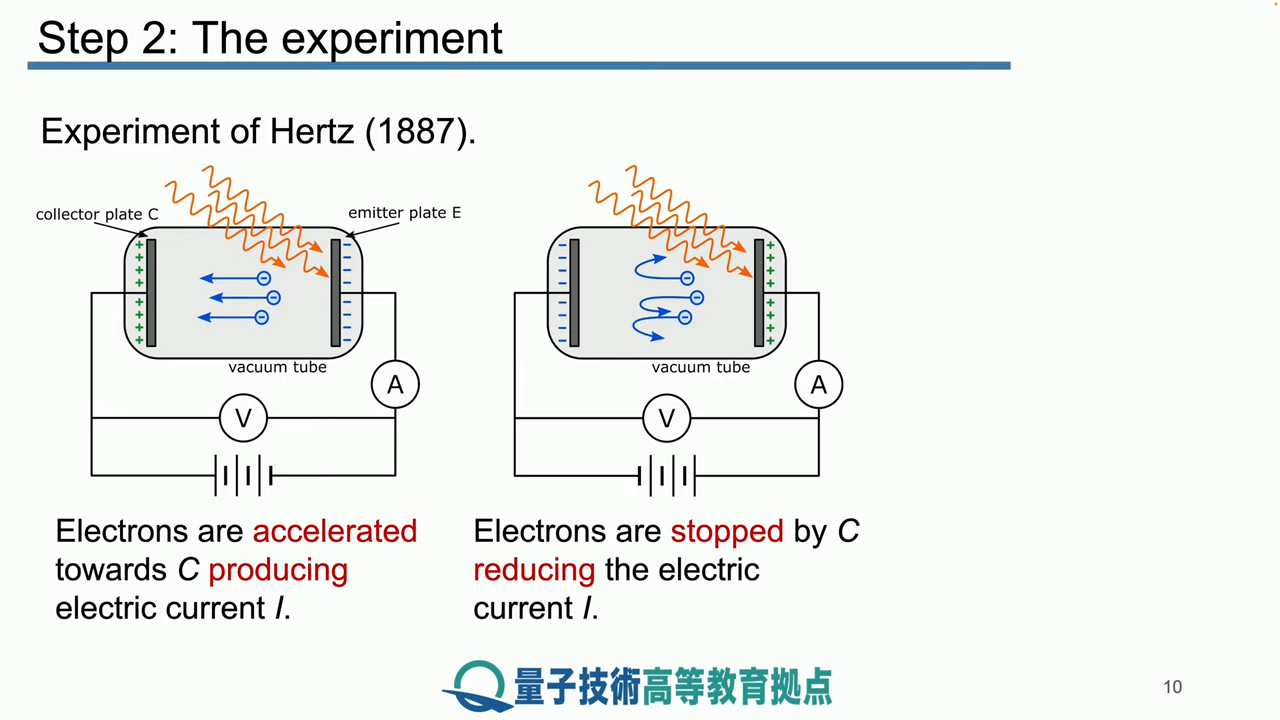 Step 2: The experiment
Experiment of Hertz (1887).
collector plate C
emitter plate E
vacuum tube
A
V
vacuum tube
A
V
Electrons are accelerated
towards C producing
electric current I.
Electrons are stopped by C
reducing the electric
current I.
量子技術高等教育拠点
10